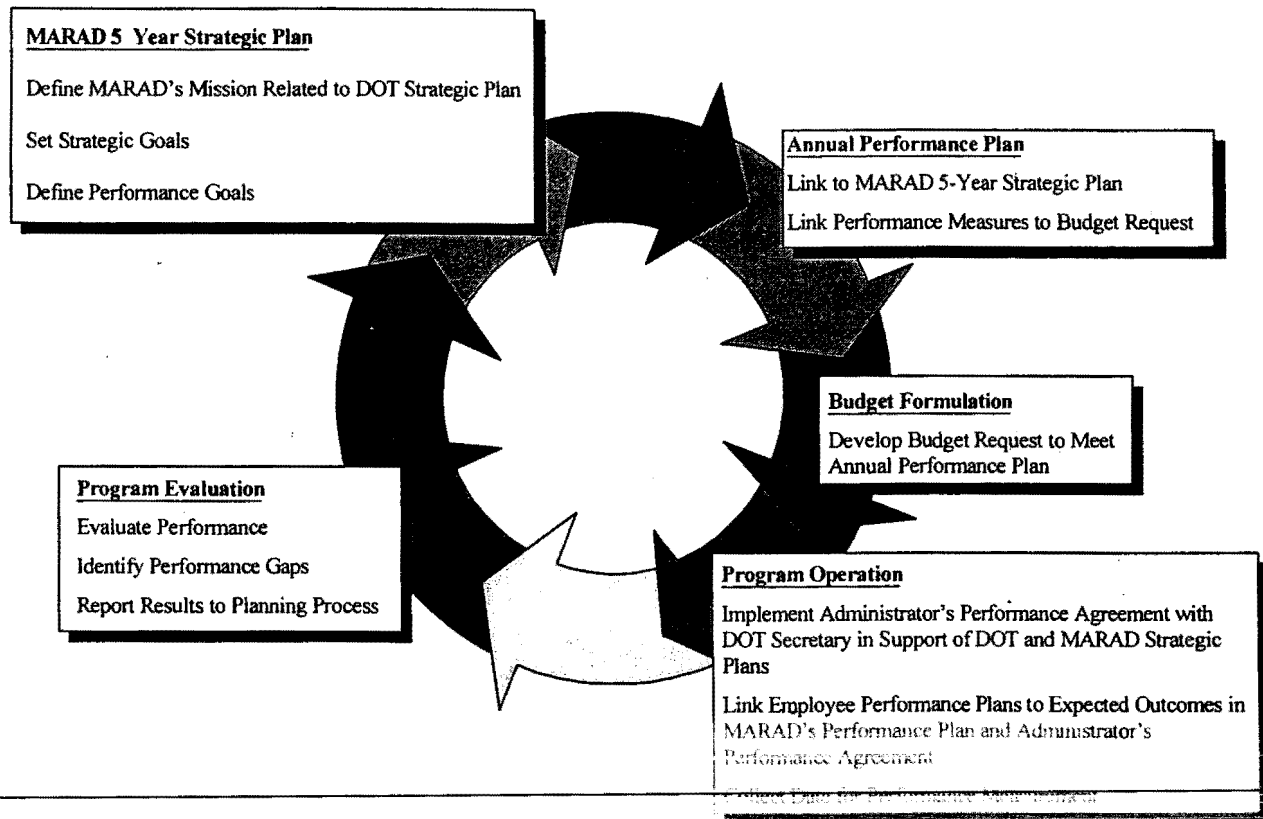 MARAD 5 Year Strategic Plan
Define MARAD's Mission Related to DOT Strategic Plan
Set Strategic Goals
Define Performance Goals
Annual Performance Plan
Link to MARAD 5-Year Strategic Plan
Link Performance Measures to Budget Request
Budget Formulation
Develop Budget Request to Meet
Annual Performance Plan
Program Operation
Implement Administrator's Performance Agreement with
DOT Secretary in Support of DOT and MARAD Strategic
Plans
Link Employee Performance Plans to Expected Outcomes in
MARAD's Performance Plan and Administrator's
Performance Agreement
Collect Data for Performance
Program Evaluation
Evaluate Performance
Identify Performance Gaps
Report Results to Planning Process